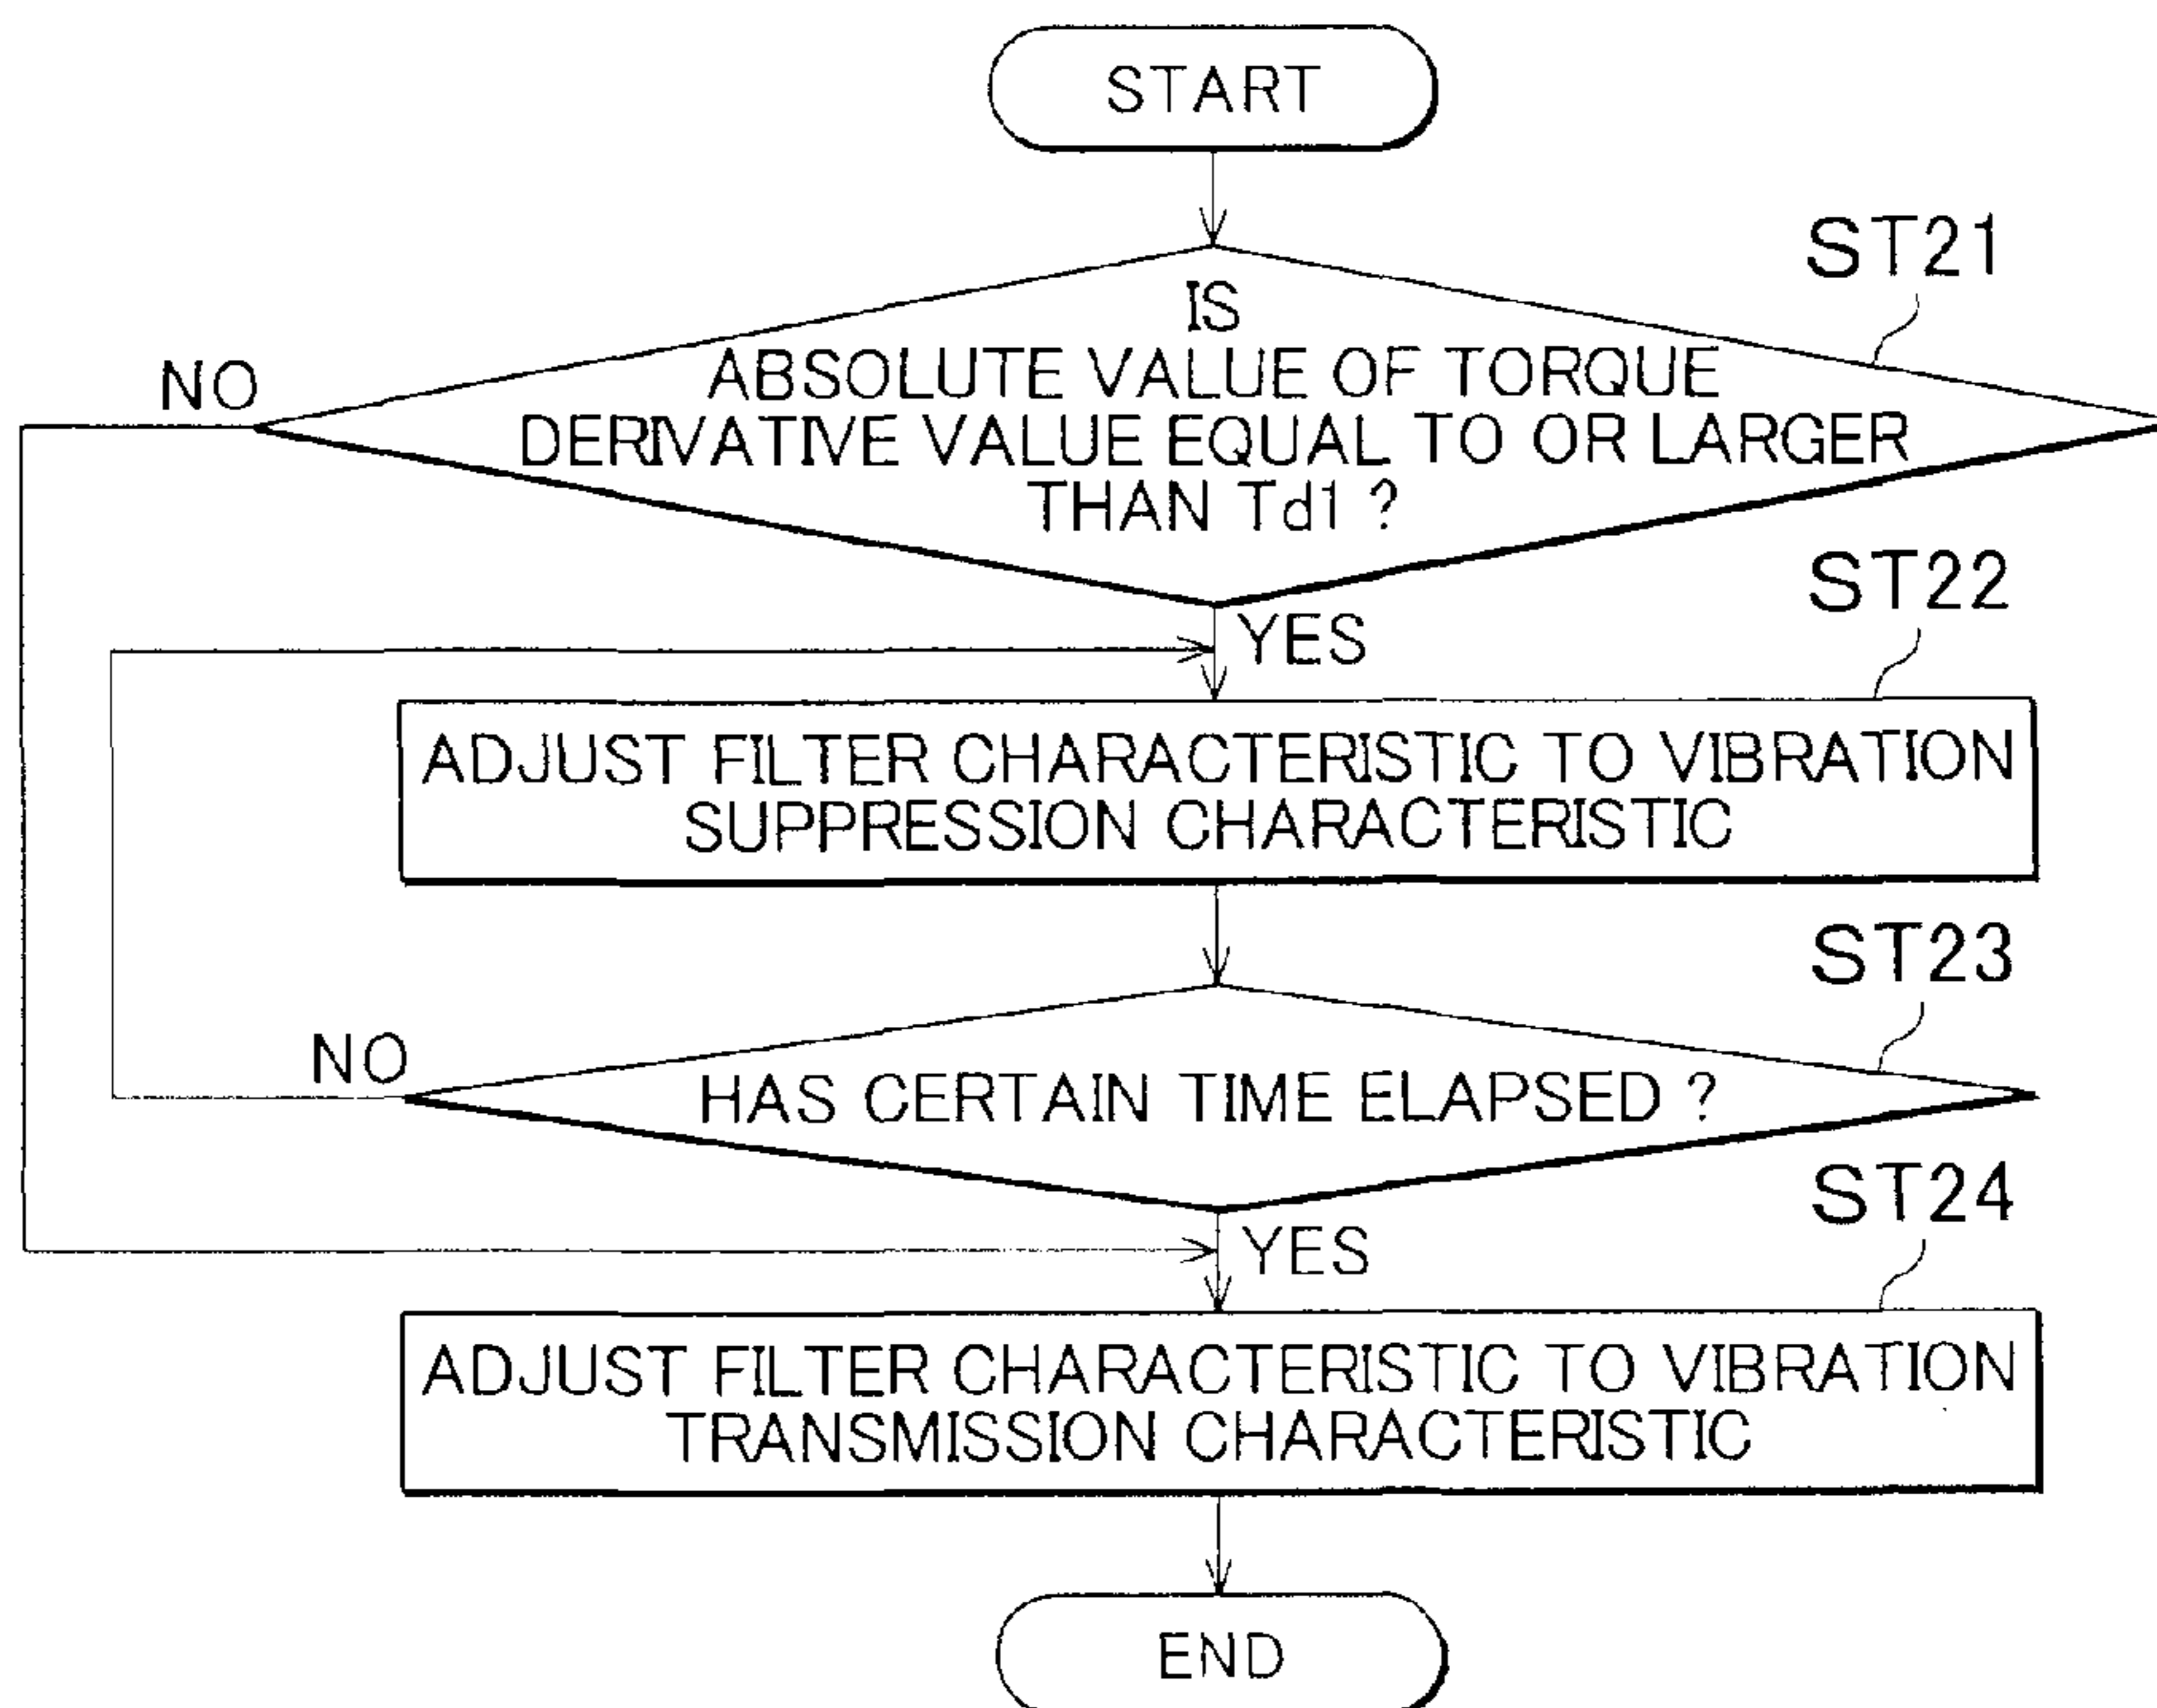 START
ST21
IS
ABSOLUTE VALUE OF TORQUE
NO
DERIVATIVE VALUE EQUAL TO OR LARGER
THAN Td1 ?
ST22
YES
ADJUST FILTER CHARACTERISTIC TO VIBRATION
SUPPRESSION CHARACTERISTIC
ST23
NO
HAS CERTAIN TIME ELAPSED ?
ST24
YES
ADJUST FILTER CHARACTERISTIC TO VIBRATION
TRANSMISSION CHARACTERISTIC
END